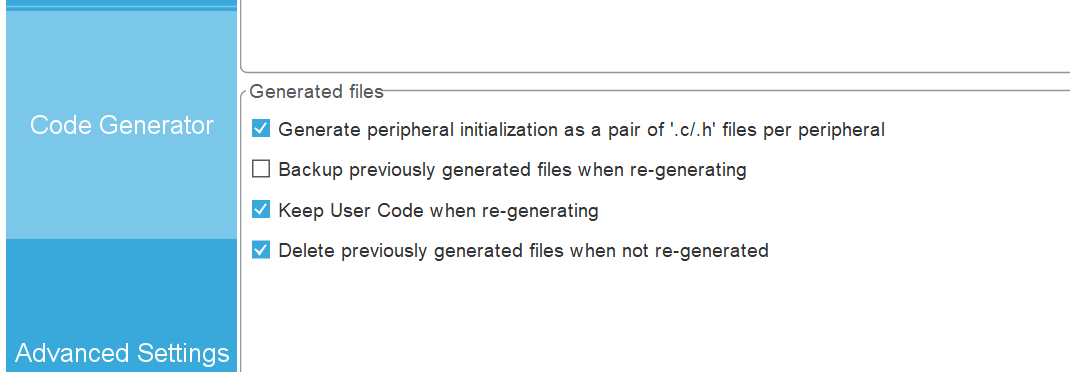 Code Generator
Generated files
Generate peripheral initialization as a pair of '.c/.h' files per peripheral
Backup previously generated files when re-generating
Keep User Code when re-generating
Delete previously generated files when not re-generated
Advanced Settings